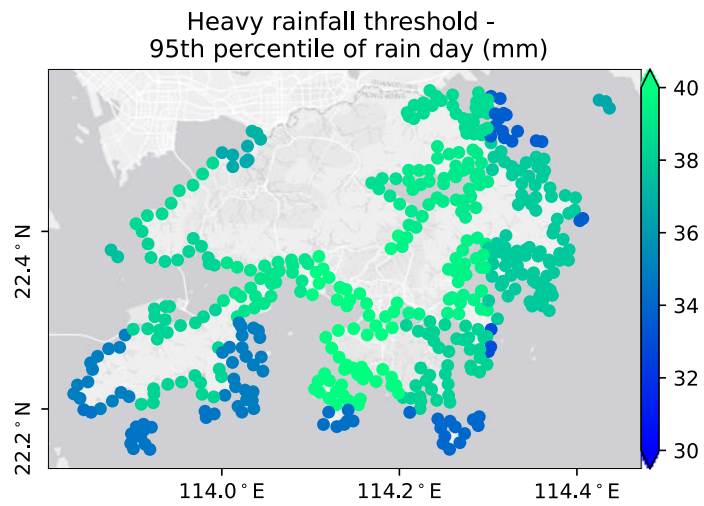 Heavy rainfall threshold -
95th percentile of rain day (mm)
40
38
36
34
32
30
22.4°N
22.2°N
114.0°E
114.2°E
114.4°E